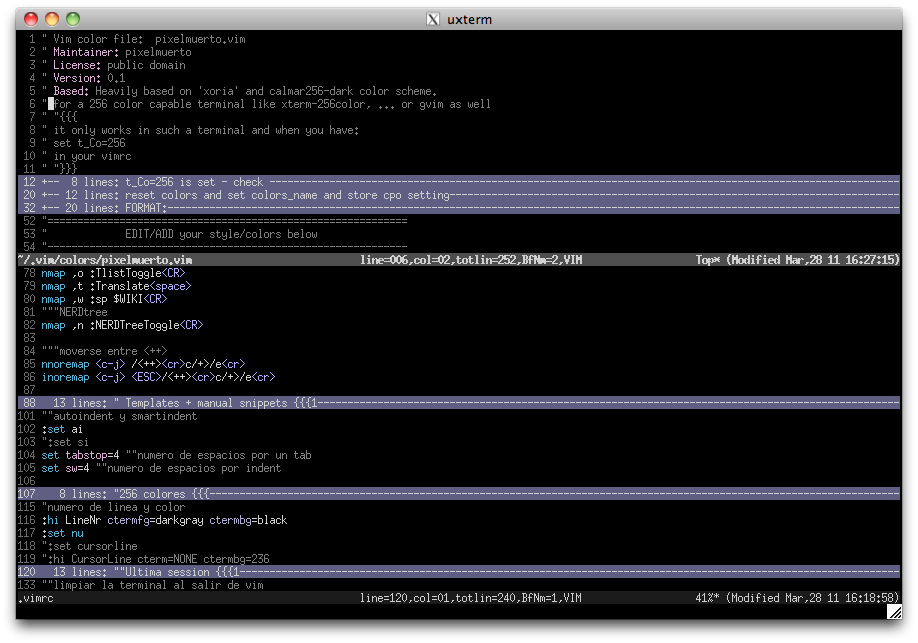 uxterm
1 " Vim color file:  pixelmuerto.vim
2 " Maintainer: pixelmuerto
3 " License: public domain
4 " Version: 0.1
5 " Based: Heavily based on 'xoria' and calmar256-dark color scheme.
6 " for a 256 color capable terminal like xterm-256color, ... or gvim as well
7 " "{{{
8 " it only works in such a terminal and when you have:
9 " set t_Co=256
10 " in your vimrc
11 " "}}}
12 +--  8 lines: t_Co=256 is set - check ---------------------------------------------------------------------------------------------------------
20 +-- 12 lines: reset colors and set colors_name and store cpo setting---------------------------------------------------------------------------
32 +-- 20 lines: FORMAT:--------------------------------------------------------------------------------------------------------------------------
52 "============================================================
53 "             EDIT/ADD your style/colors below
54 "------------------------------------------------------------
~/.vim/colors/pixelmuerto.vim line=006,col=02,totlin=252,BfNm=2,VIM Top* (Modified Mar,28 11 16:27:15)
78 nmap ,o :TlistToggle<CR>
79 nmap ,t :Translate<space>
80 nmap ,w :sp $WIKI<CR>
81 """NERDtree
82 nmap ,n :NERDTreeToggle<CR>
83
84 """moverse entre <++>
85 nnoremap <c-j> /<++><cr>c/+>/e<cr>
86 inoremap <c-j> <ESC>/<++><cr>c/+>/e<cr>
87
88   13 lines: " Templates + manual snippets {{{1-------------------------------------------------------------------------------------------------
101 ""autoindent y smartindent
102 :set ai
103 ":set si
104 set tabstop=4 ""numero de espacios por un tab
105 set sw=4 ""numero de espacios por indent
106
107    8 lines: "256 colores {{{-------------------------------------------------------------------------------------------------------------------
115 "numero de linea y color
116 :hi LineNr ctermfg=darkgray ctermbg=black
117 :set nu
118 ":set cursorline
119 ":hi CursorLine cterm=NONE ctermbg=236
120   13 lines: ""Ultima session {{{1--------------------------------------------------------------------------------------------------------------
133 ""limpiar la terminal al salir de vim
.vimrc line=120,col=01,totlin=240,BfNm=1,VIM 41%* (Modified Mar,28 11 16:18:58)